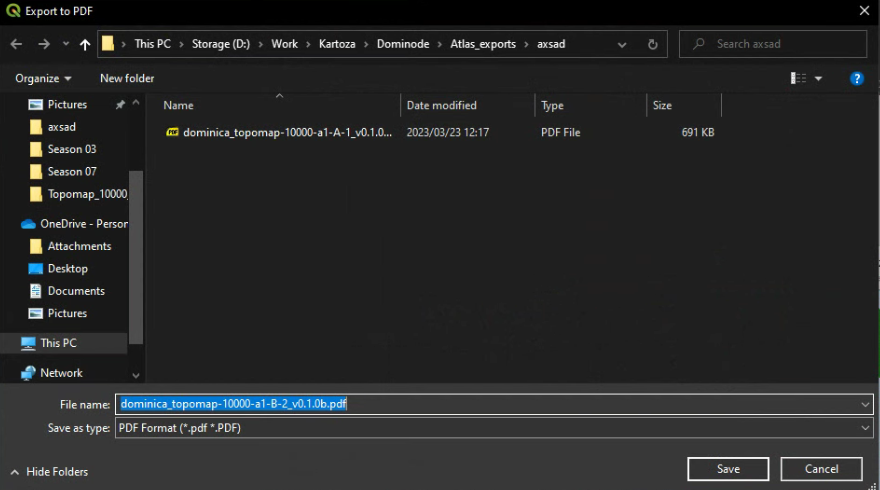 Export to PDF
This PC > Storage (D:) > Work > Kartoza > Dominode > Atlas_exports > axsad
Search axsad
Organize
New folder
Name
Date modified
Type
Size
dominica_topomap-10000-a1-A-1_v0.1.0...
2023/03/23 12:17
PDF File
691 KB
Pictures
axsad
Season 03
Season 07
Topomap_10000_
OneDrive - Person
Attachments
Desktop
Documents
Pictures
This PC
Network
File name: dominica_topomap-10000-a1-B-2_v0.1.0b.pdf
Save as type: PDF Format (*.pdf *.PDF)
Hide Folders
Save
Cancel